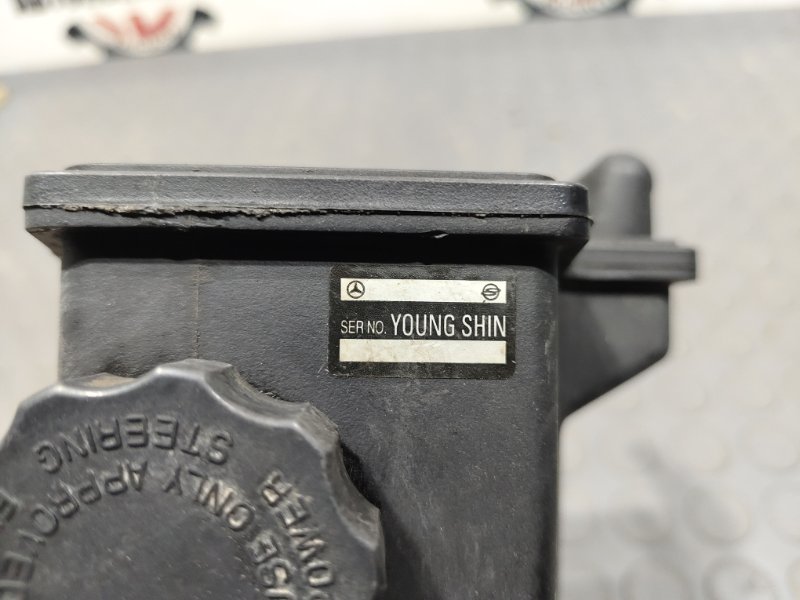 SER NO. YOUNG SHIN
USE ONLY APPROVED
POWER STEERING